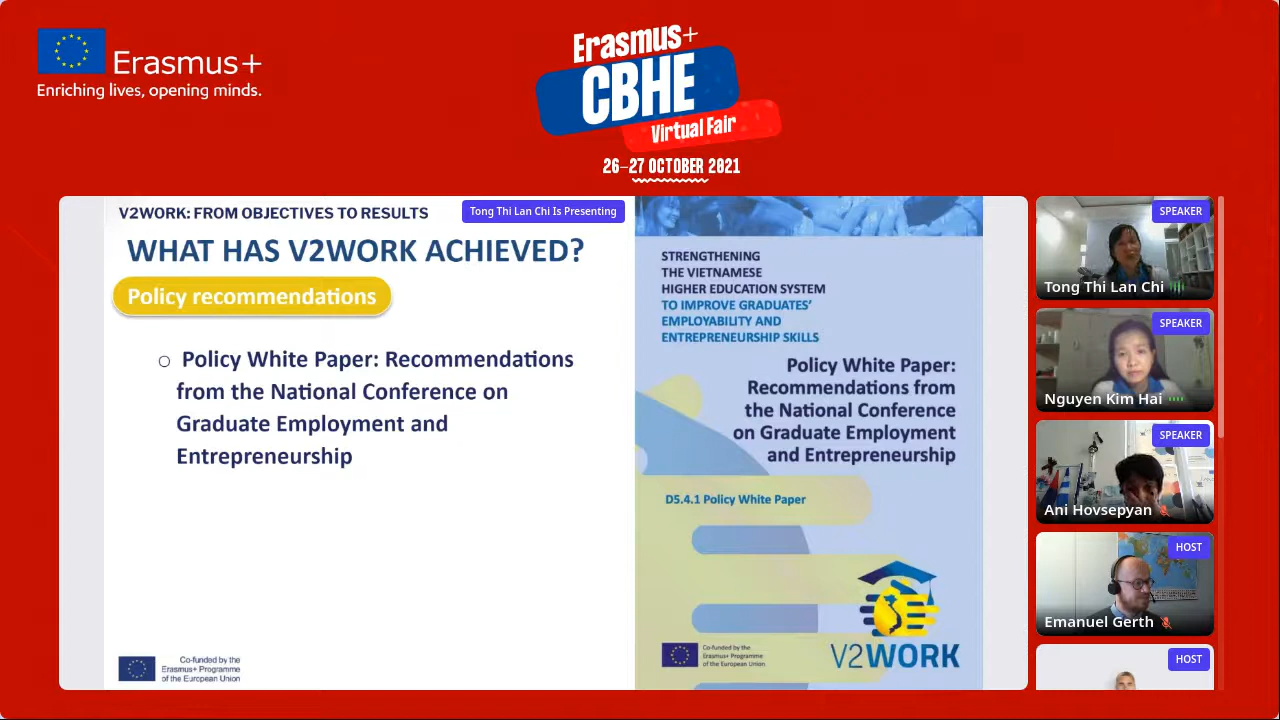 Erasmus+
Enriching lives, opening minds.
Erasmus+
CBHE
Virtual Fair
26–27 OCTOBER 2021
V2WORK: FROM OBJECTIVES TO RESULTS
Tong Thi Lan Chi Is Presenting
WHAT HAS V2WORK ACHIEVED?
Policy recommendations
Policy White Paper: Recommendations
from the National Conference on
Graduate Employment and
Entrepreneurship
Co-funded by the
Erasmus+ Programme
of the European Union
STRENGTHENING
THE VIETNAMESE
HIGHER EDUCATION SYSTEM
TO IMPROVE GRADUATES'
EMPLOYABILITY AND
ENTREPRENEURSHIP SKILLS
Policy White Paper:
Recommendations from
the National Conference
on Graduate Employment
and Entrepreneurship
D5.4.1 Policy White Paper
Co-funded by the
Erasmus+ Programme
of the European Union
V2WORK
SPEAKER
Tong Thi Lan Chi
SPEAKER
Nguyen Kim Hai
SPEAKER
Ani Hovsepyan
HOST
Emanuel Gerth
HOST